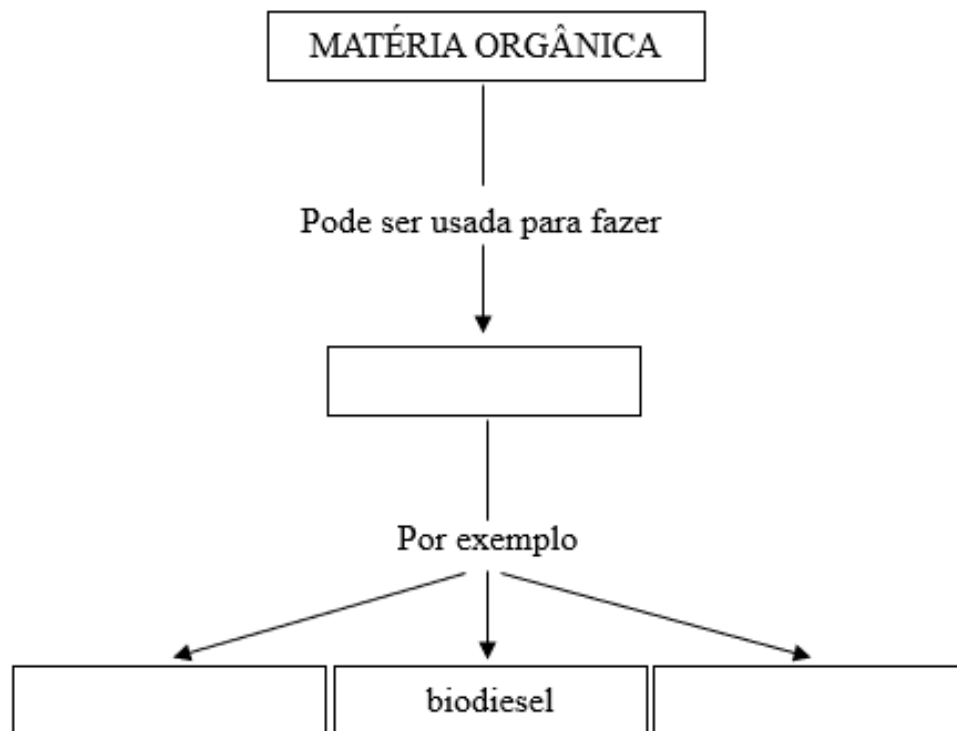 MATÉRIA ORGÂNICA
Pode ser usada para fazer
Por exemplo
biodiesel